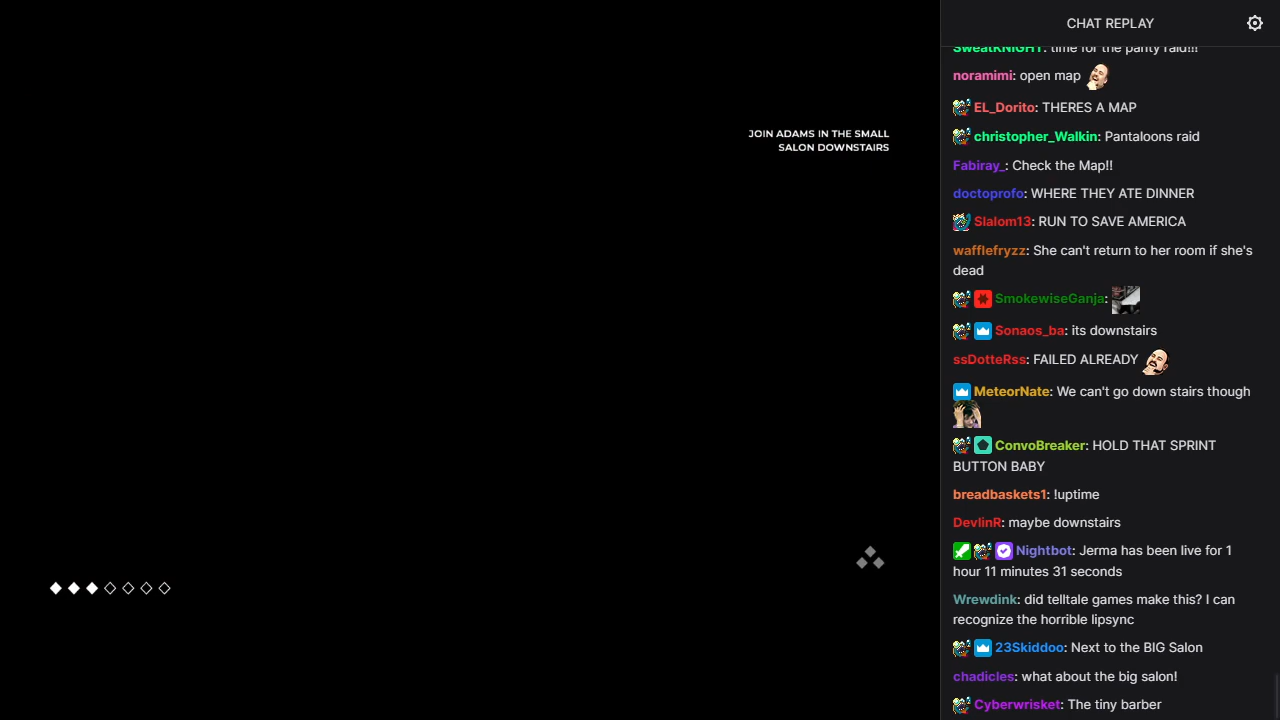 JOIN ADAMS IN THE SMALL
SALON DOWNSTAIRS
CHAT REPLAY
SweatKNIGHT: time for the panty raid!!!
noramimi: open map
EL_Dorito: THERES A MAP
christopher_Walkin: Pantaloons raid
Fabiray_: Check the Map!!
doctoprofo: WHERE THEY ATE DINNER
Slalom13: RUN TO SAVE AMERICA
wafflefryzz: She can't return to her room if she's
dead
SmokewiseGanja:
Sonaos_ba: its downstairs
ssDotteRss: FAILED ALREADY
MeteorNate: We can't go down stairs though
ConvoBreaker: HOLD THAT SPRINT
BUTTON BABY
breadbaskets1: !uptime
DevlinR: maybe downstairs
Nightbot: Jerma has been live for 1
hour 11 minutes 31 seconds
Wrewdink: did telltale games make this? I can
recognize the horrible lipsync
23Skiddoo: Next to the BIG Salon
chadicles: what about the big salon!
Cyberwrisket: The tiny barber